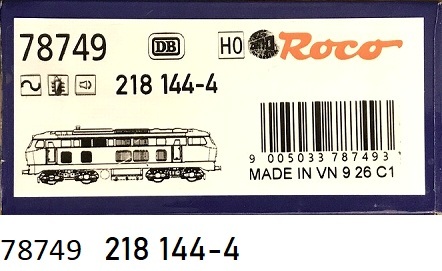 78749 DB H0 Roco
218 144-4
9 005033 787493
MADE IN VN 9 26 C1
78749 218 144-4